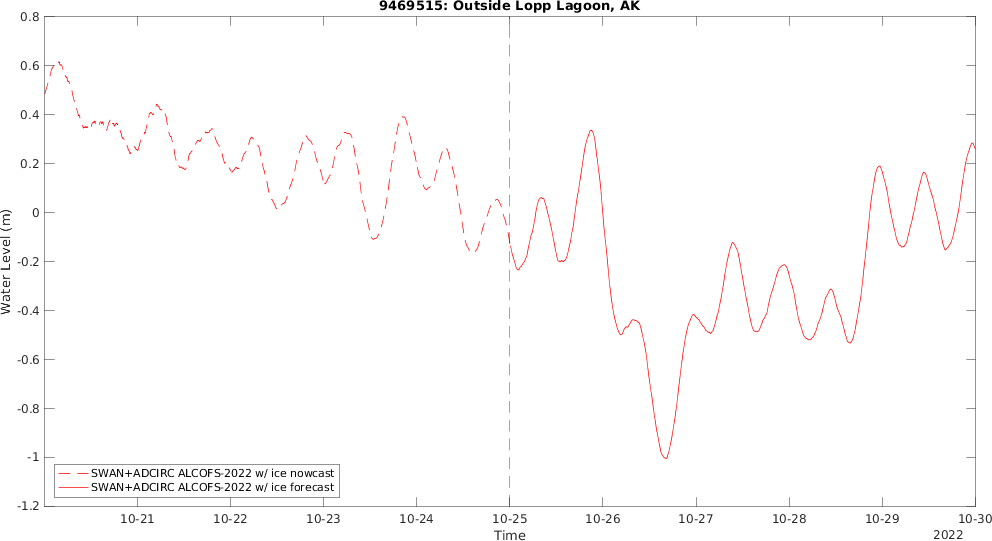 9469515: Outside Lopp Lagoon, AK
0.8
0.6
0.4
0.2
0
-0.2
-0.4
-0.6
-0.8
-1
-1.2
Water Level (m)
SWAN+ADCIRC ALCOFS-2022 w/ ice nowcast
SWAN+ADCIRC ALCOFS-2022 w/ ice forecast
10-21 10-22 10-23 10-24 10-25 10-26 10-27 10-28 10-29 10-30
Time
2022